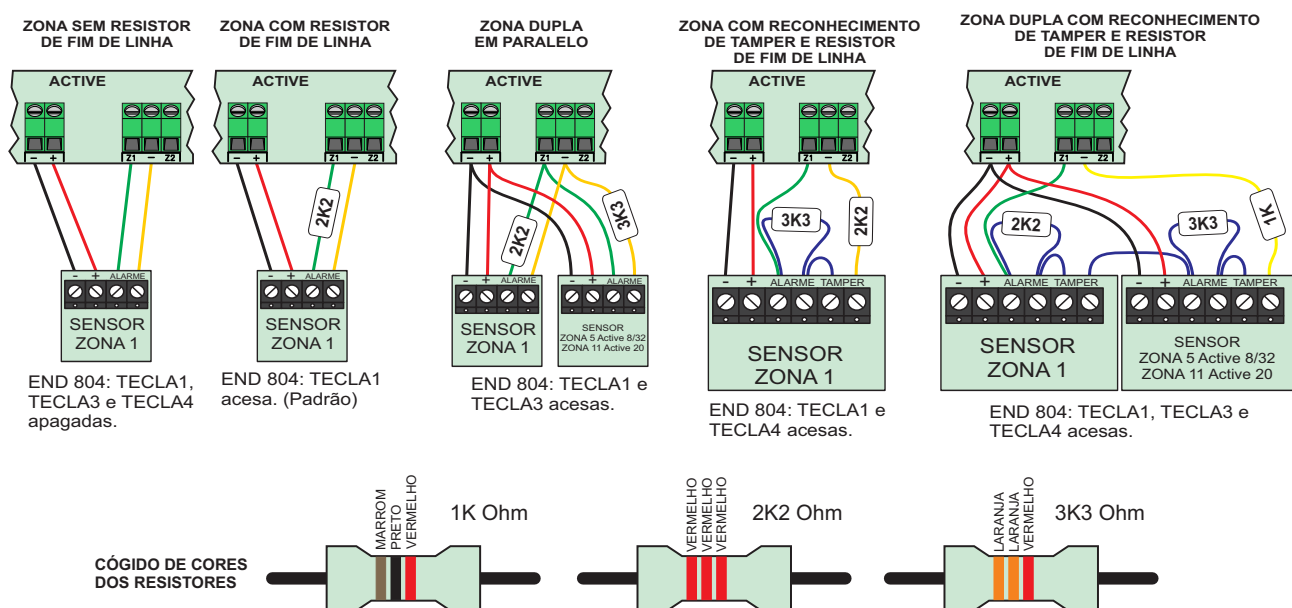 ZONA SEM RESISTOR
DE FIM DE LINHA
ACTIVE
– + Z1 – Z2
- + ALARME
SENSOR
ZONA 1
END 804: TECLA1,
TECLA3 e TECLA4
apagadas.
ZONA COM RESISTOR
DE FIM DE LINHA
ACTIVE
– + Z1 – Z2
2K2
- + ALARME
SENSOR
ZONA 1
END 804: TECLA1
acesa. (Padrão)
ZONA DUPLA
EM PARALELO
ACTIVE
– + Z1 – Z2
2K2
3K3
- + ALARME
SENSOR
ZONA 1
- + ALARME
SENSOR
ZONA 5 Active 8/32
ZONA 11 Active 20
END 804: TECLA1 e
TECLA3 acesas.
ZONA COM RECONHECIMENTO
DE TAMPER E RESISTOR
DE FIM DE LINHA
ACTIVE
– + Z1 – Z2
3K3
2K2
- + ALARME TAMPER
SENSOR
ZONA 1
END 804: TECLA1 e
TECLA4 acesas.
ZONA DUPLA COM RECONHECIMENTO
DE TAMPER E RESISTOR
DE FIM DE LINHA
ACTIVE
– + Z1 – Z2
2K2
3K3
1K
- + ALARME TAMPER
SENSOR
ZONA 1
- + ALARME TAMPER
SENSOR
ZONA 5 Active 8/32
ZONA 11 Active 20
END 804: TECLA1, TECLA3 e
TECLA4 acesas.
CÓGIDO DE CORES
DOS RESISTORES
MARROM
PRETO
VERMELHO
1K Ohm
VERMELHO
VERMELHO
VERMELHO
2K2 Ohm
LARANJA
LARANJA
VERMELHO
3K3 Ohm